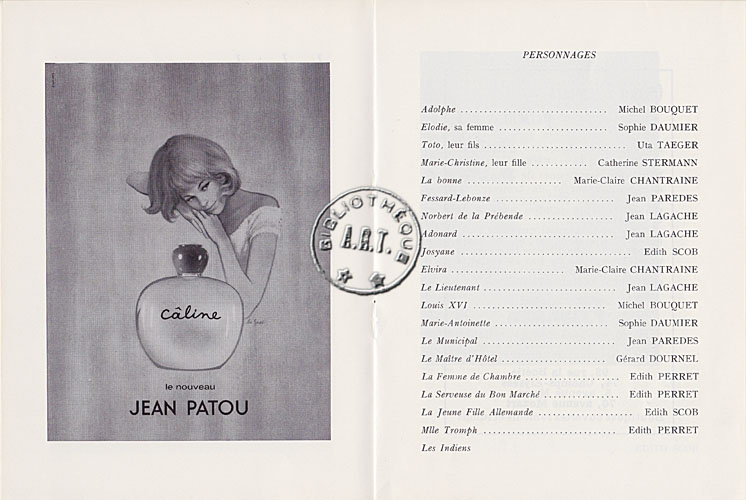 câline
le nouveau
JEAN PATOU
BIBLIOTHÈQUE
A.R.T.
PERSONNAGES
Adolphe .............................. Michel BOUQUET
Elodie, sa femme ...................... Sophie DAUMIER
Toto, leur fils ............................. Uta TAEGER
Marie-Christine, leur fille ............ Catherine STERMANN
La bonne .................... Marie-Claire CHANTRAINE
Fessard-Lebonze ........................ Jean PAREDES
Norbert de la Prébende ................. Jean LAGACHE
Adonard ............................... Jean LAGACHE
Josyane ................................. Edith SCOB
Elvira ........................ Marie-Claire CHANTRAINE
Le Lieutenant ........................... Jean LAGACHE
Louis XVI ............................ Michel BOUQUET
Marie-Antoinette ....................... Sophie DAUMIER
Le Municipal ........................... Jean PAREDES
Le Maître d'Hôtel ..................... Gérard DOURNEL
La Femme de Chambre ................... Edith PERRET
La Serveuse du Bon Marché ................ Edith PERRET
La Jeune Fille Allemande ................... Edith SCOB
Mlle Tromph ........................... Edith PERRET
Les Indiens